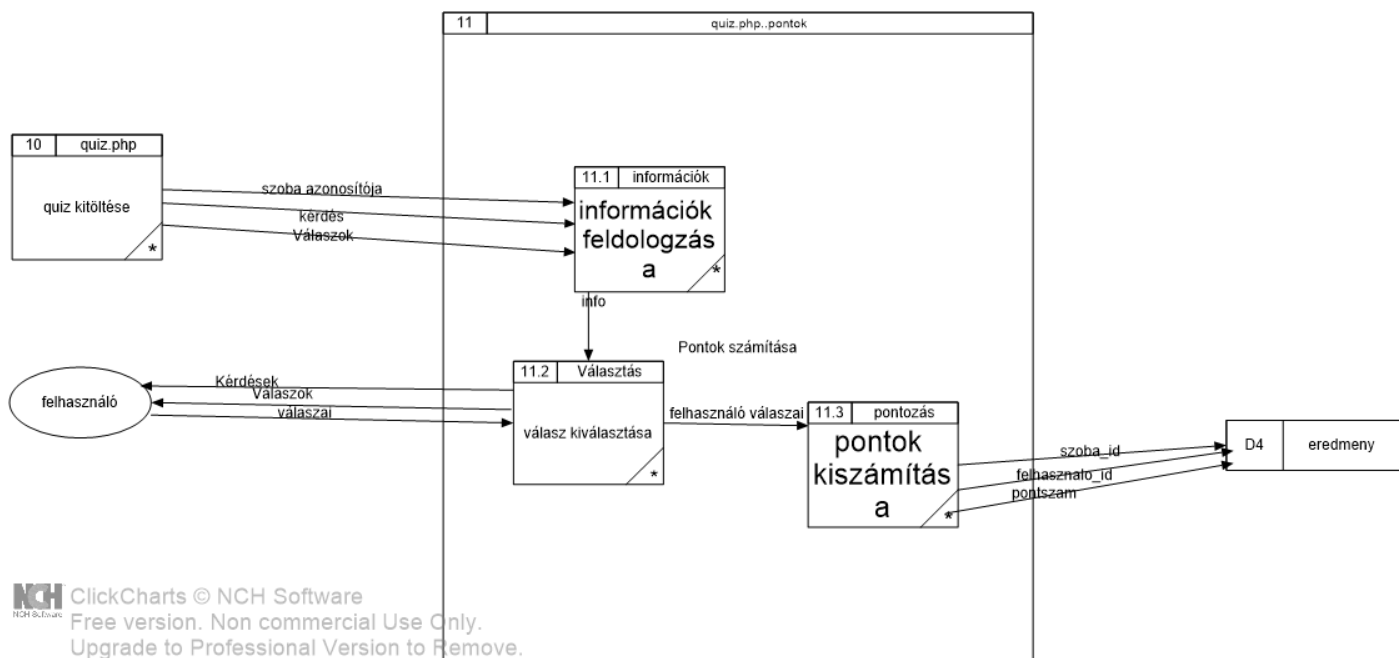 11
quiz.php..pontok
10
quiz.php
quiz kitöltése
*
szoba azonosítója
kérdés
Válaszok
11.1
információk
információk
feldologzás
a
*
info
Pontok számítása
felhasználó
Kérdések
Válaszok
válaszai
11.2
Választás
válasz kiválasztása
*
felhasználó válaszai
11.3
pontozás
pontok
kiszámítás
a
*
szoba_id
felhasznalo_id
pontszam
D4
eredmeny
NCH
NCH Software
ClickCharts © NCH Software
Free version. Non commercial Use Only.
Upgrade to Professional Version to Remove.